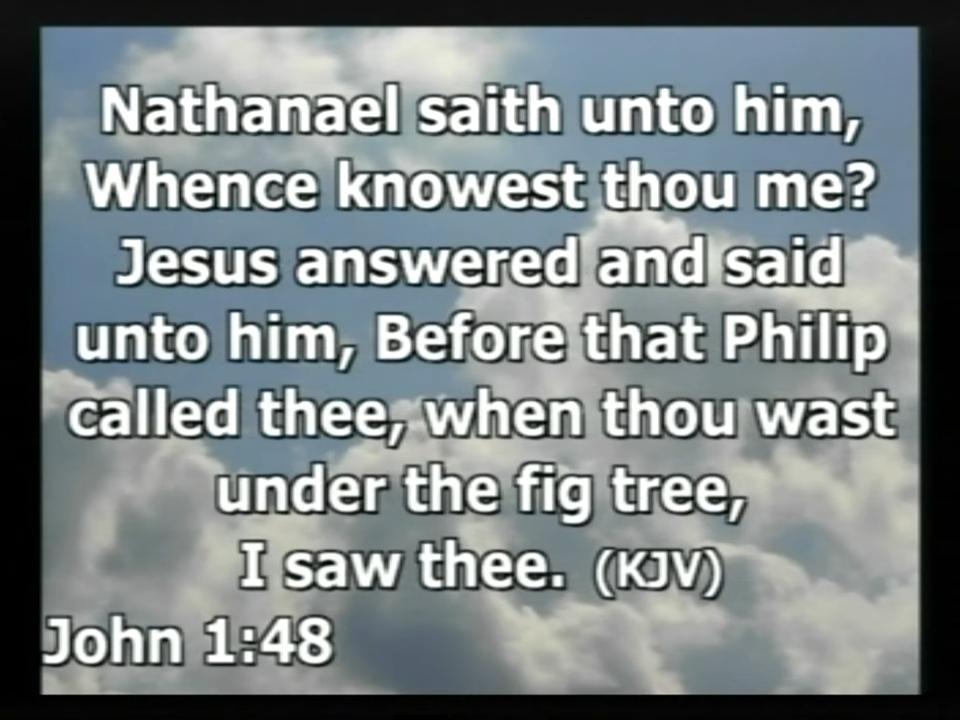 Nathanael saith unto him,
Whence knowest thou me?
Jesus answered and said
unto him, Before that Philip
called thee, when thou wast
under the fig tree,
I saw thee. (KJV)
John 1:48